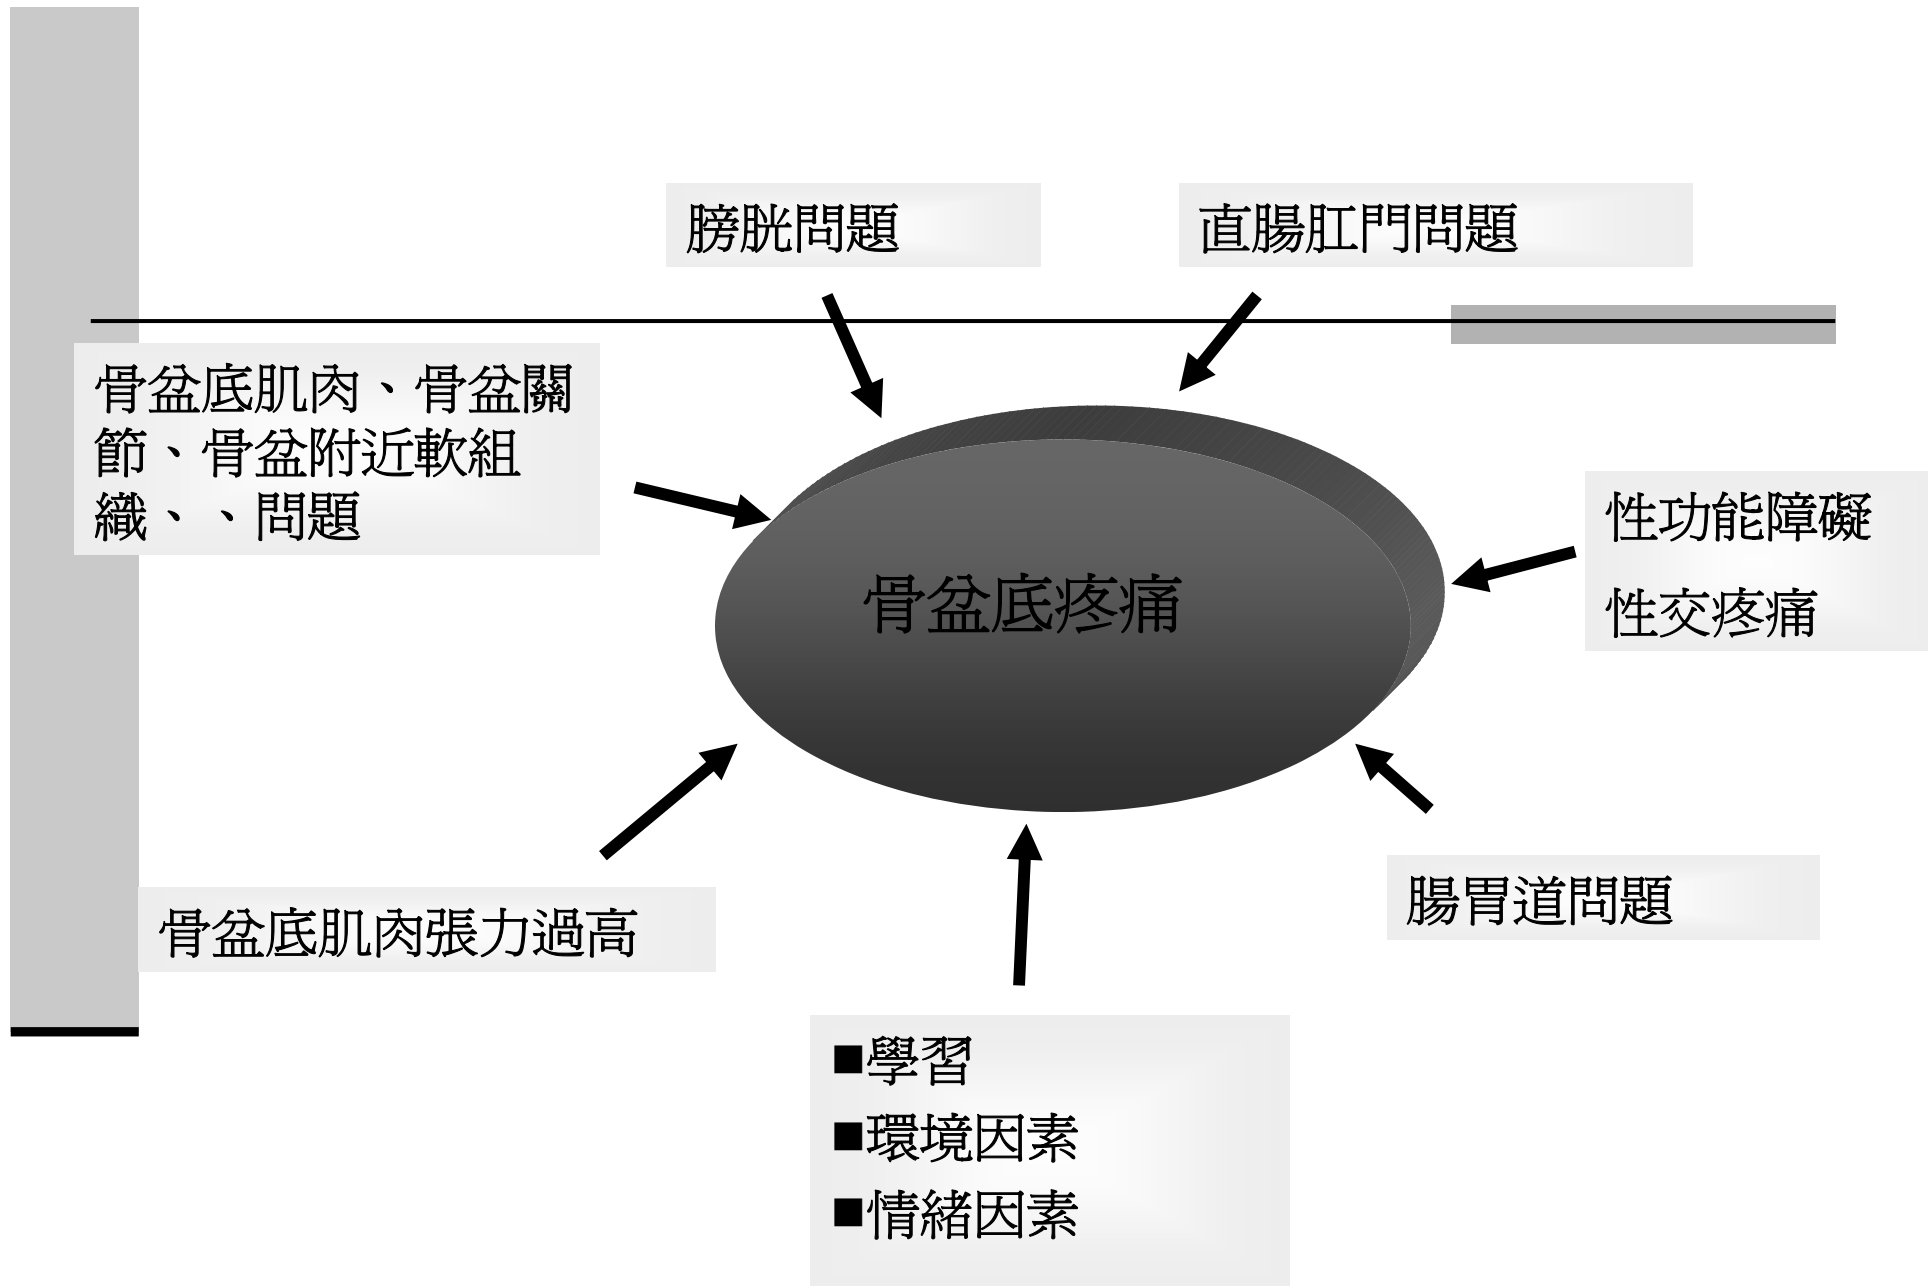 膀胱問題
直腸肛門問題
骨盆底肌肉、骨盆關
節、骨盆附近軟組
織、、問題
性功能障礙
性交疼痛
骨盆底疼痛
腸胃道問題
骨盆底肌肉張力過高
■學習
■環境因素
■情緒因素